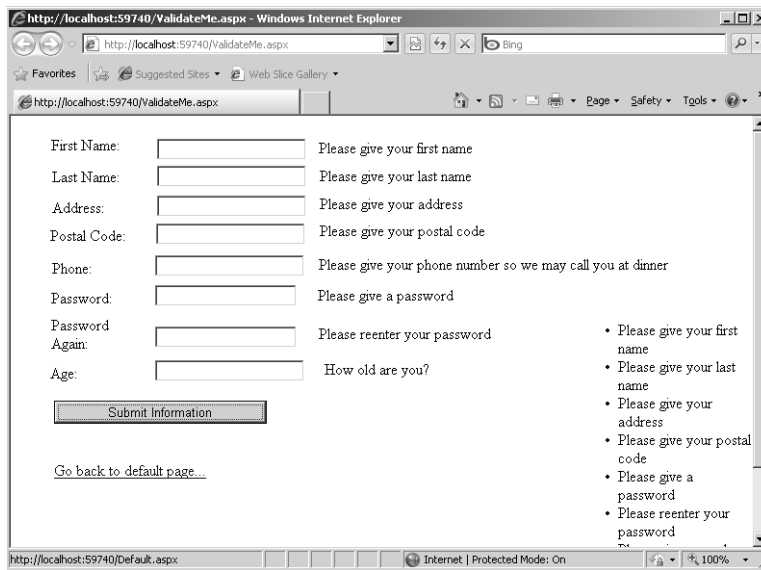 http://localhost:59740/ValidateMe.aspx - Windows Internet Explorer
http://localhost:59740/ValidateMe.aspx
Bing
Favorites
Suggested Sites
Web Slice Gallery
http://localhost:59740/ValidateMe.aspx
Page
Safety
Tools
First Name:
Please give your first name
Last Name:
Please give your last name
Address:
Please give your address
Postal Code:
Please give your postal code
Phone:
Please give your phone number so we may call you at dinner
Password:
Please give a password
Password
Again:
Please reenter your password
Age:
How old are you?
Submit Information
Go back to default page...
• Please give your first
name
• Please give your last
name
• Please give your
address
• Please give your postal
code
• Please give a
password
• Please reenter your
password
http://localhost:59740/Default.aspx
Internet | Protected Mode: On
100%